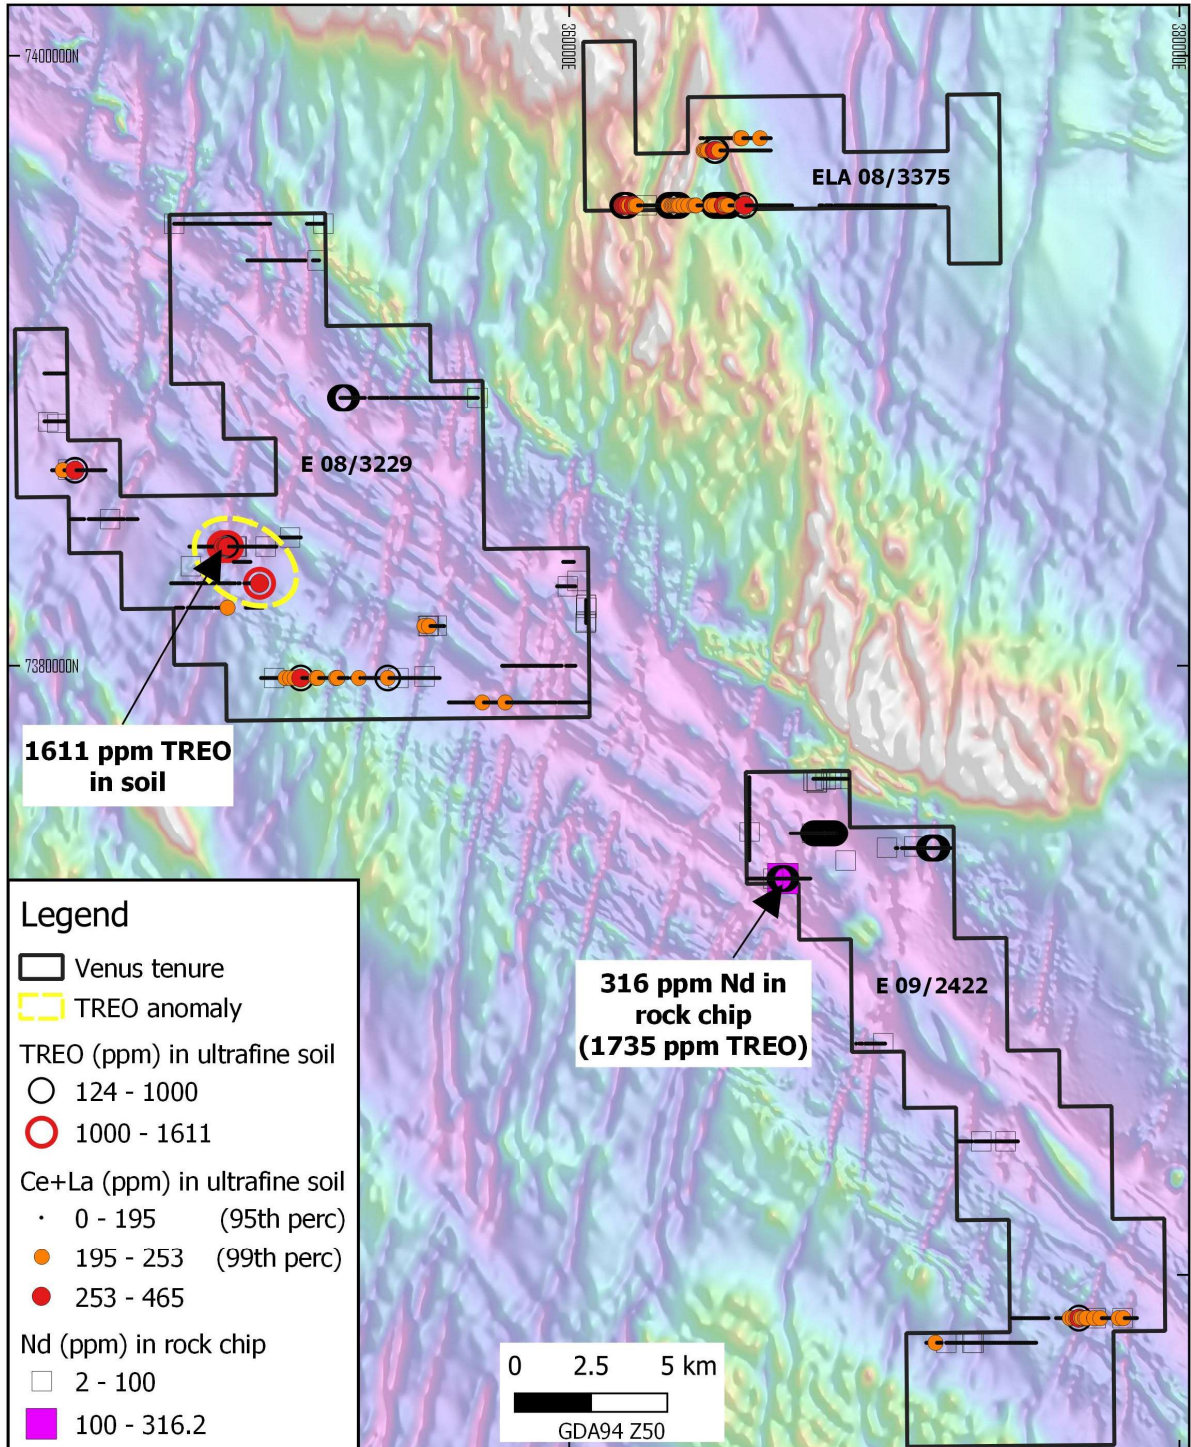 7400000N
360000E
380000E
ELA 08/3375
E 08/3229
7380000N
1611 ppm TREO
in soil
316 ppm Nd in
rock chip
(1735 ppm TREO)
E 09/2422
Legend
Venus tenure
TREO anomaly
TREO (ppm) in ultrafine soil
124 - 1000
1000 - 1611
Ce+La (ppm) in ultrafine soil
0 - 195 (95th perc)
195 - 253 (99th perc)
253 - 465
Nd (ppm) in rock chip
2 - 100
100 - 316.2
0 2.5 5 km
GDA94 Z50